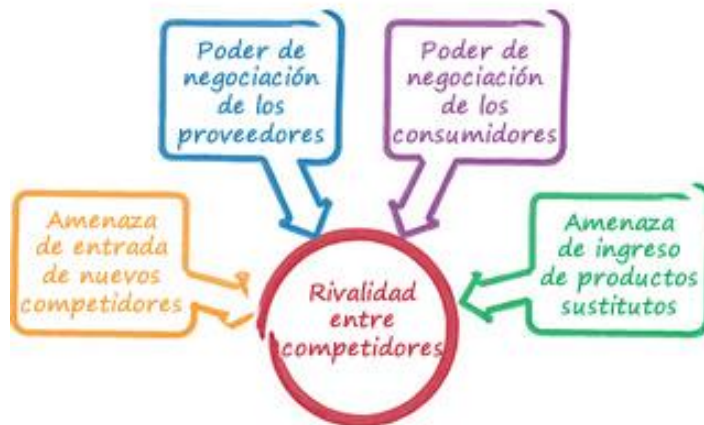 Poder de
negociación
de los
proveedores
Poder de
negociación
de los
consumidores
Amenaza
de entrada
de nuevos
competidores
Rivalidad
entre
competidores
Amenaza
de ingreso
de productos
sustitutos